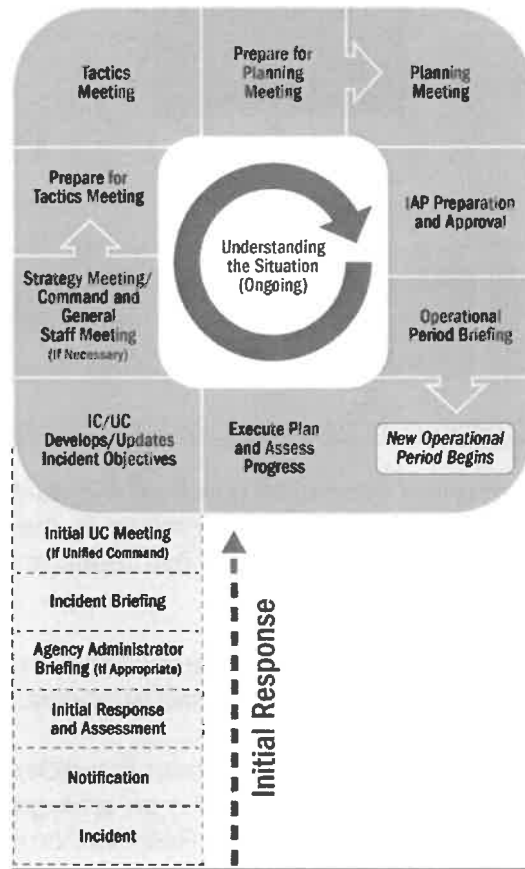 Tactics
Meeting
Prepare for
Planning
Meeting
Planning
Meeting
Prepare for
Tactics Meeting
IAP Preparation
and Approval
Understanding
the Situation
(Ongoing)
Strategy Meeting/
Command and
General
Staff Meeting
(If Necessary)
Operational
Period Briefing
IC/UC
Develops/Updates
Incident Objectives
Execute Plan
and Assess
Progress
New Operational
Period Begins
Initial UC Meeting
(If Unified Command)
Incident Briefing
Agency Administrator
Briefing (If Appropriate)
Initial Response
and Assessment
Notification
Incident
Initial Response